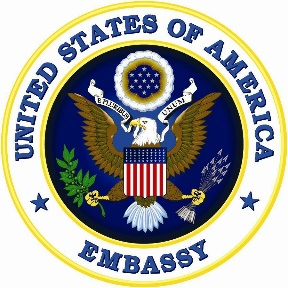 UNITED STATES OF AMERICA
E PLURIBUS UNUM
EMBASSY